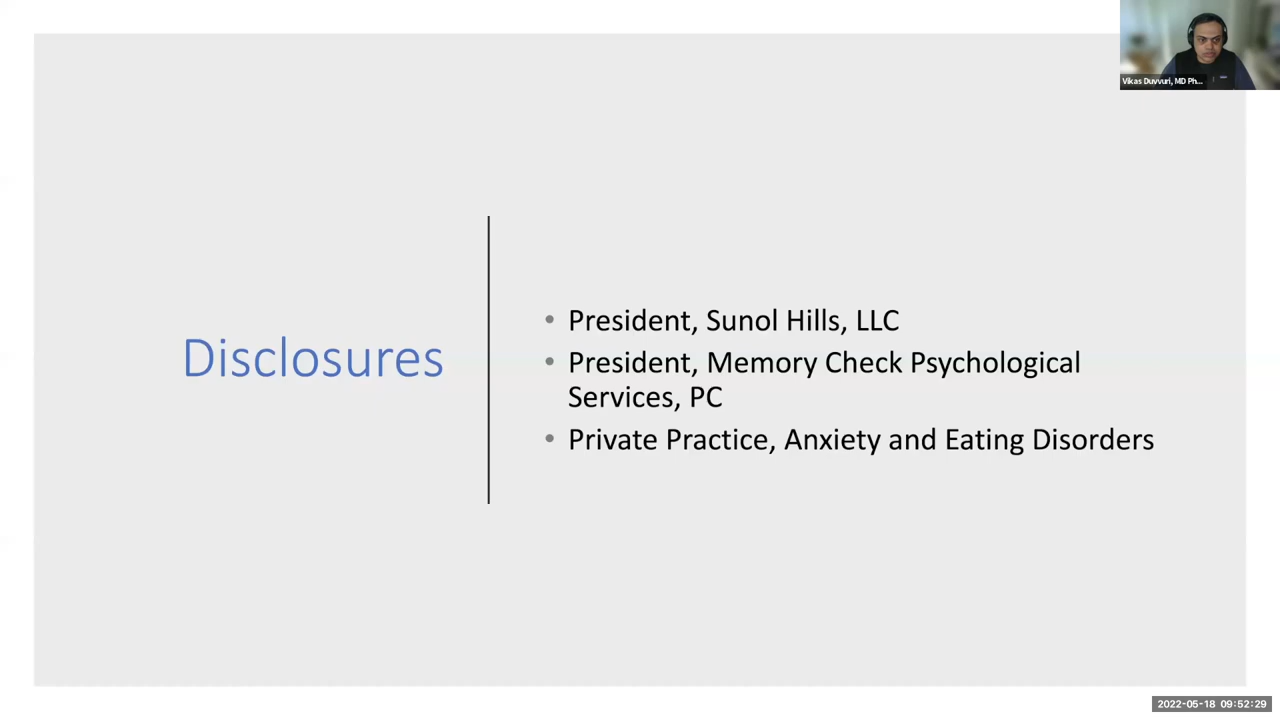 Vikas Duvvuri, MD Ph...
Disclosures
• President, Sunol Hills, LLC
• President, Memory Check Psychological
Services, PC
• Private Practice, Anxiety and Eating Disorders
2022-05-18 09:52:29